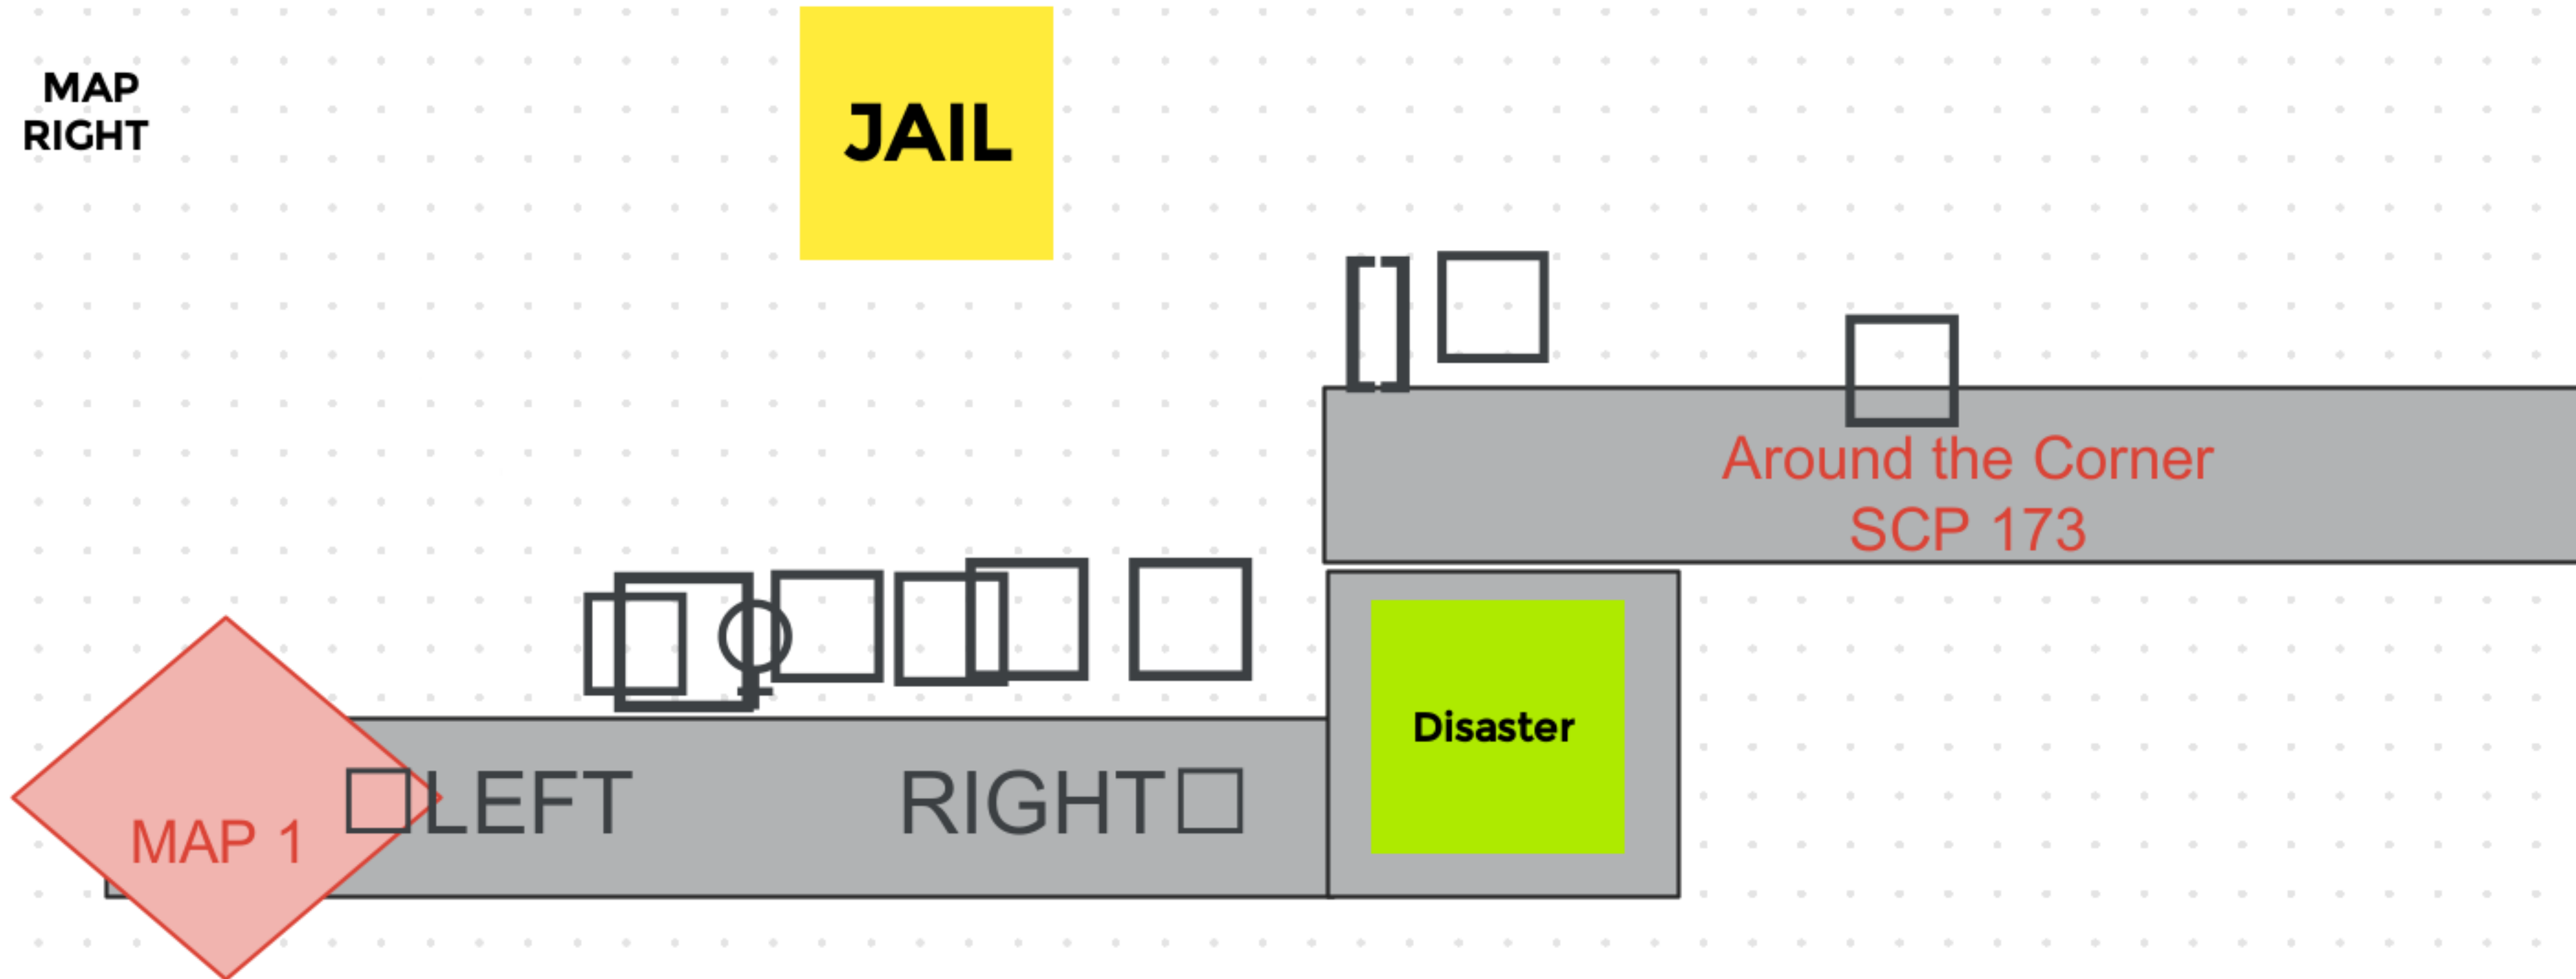 MAP
RIGHT
JAIL
Around the Corner
SCP 173
Disaster
MAP 1
LEFT
RIGHT